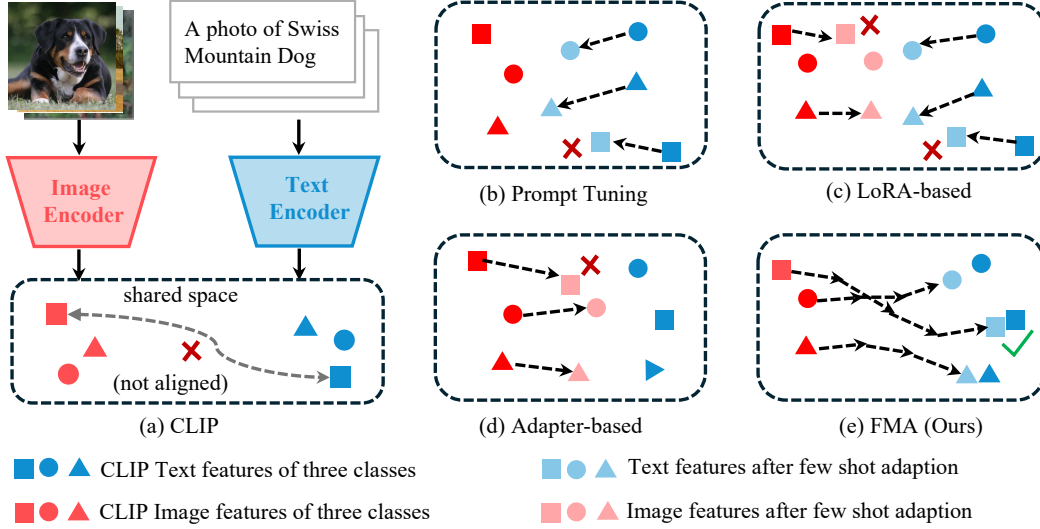 A photo of Swiss
Mountain Dog
Image
Encoder
Text
Encoder
shared space
(not aligned)
(a) CLIP
(b) Prompt Tuning
(c) LoRA-based
(d) Adapter-based
(e) FMA (Ours)
CLIP Text features of three classes
Text features after few shot adaption
CLIP Image features of three classes
Image features after few shot adaption